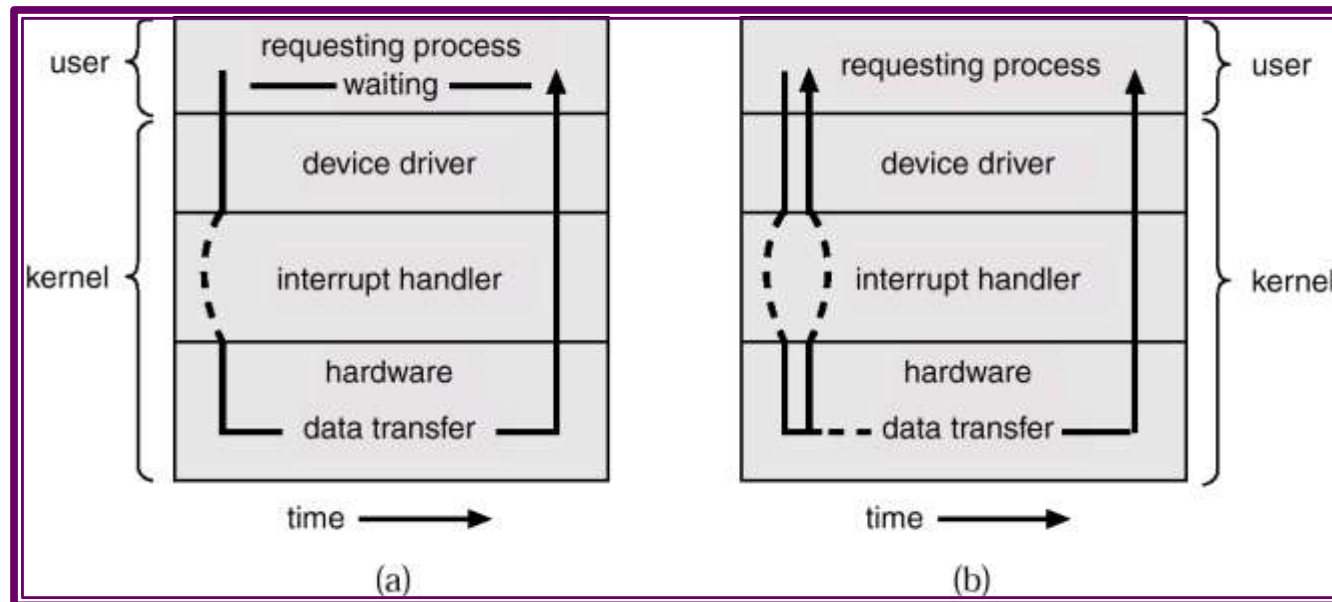 user
requesting process
waiting
kernel
device driver
interrupt handler
hardware
data transfer
time
(a)
requesting process
user
device driver
kernel
interrupt handler
hardware
data transfer
time
(b)